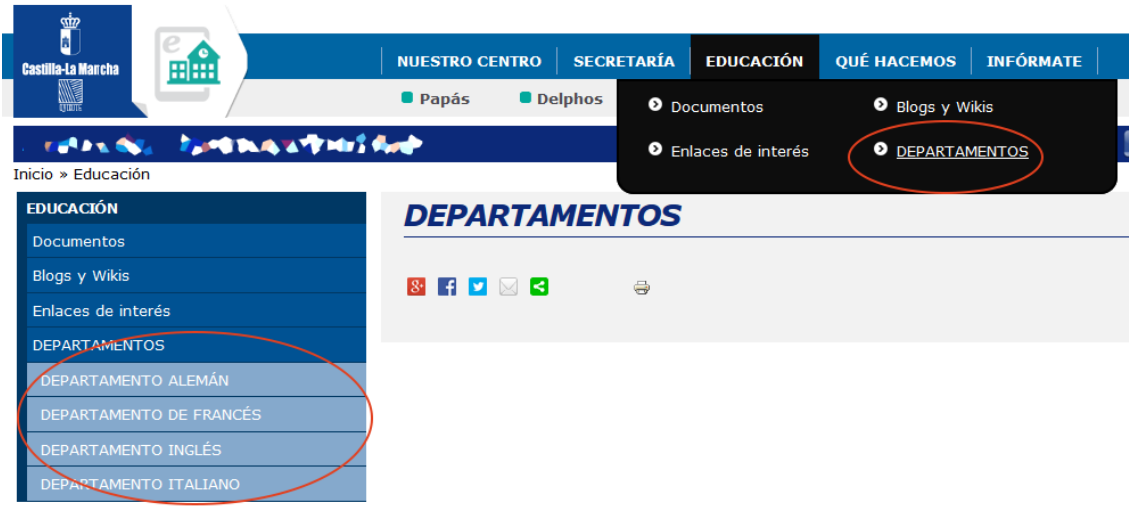 Castilla-La Mancha
e
NUESTRO CENTRO SECRETARÍA EDUCACIÓN QUÉ HACEMOS INFÓRMATE
Papás Delphos
Documentos Blogs y Wikis
Enlaces de interés DEPARTAMENTOS
Inicio » Educación
EDUCACIÓN
Documentos
Blogs y Wikis
Enlaces de interés
DEPARTAMENTOS
DEPARTAMENTO ALEMÁN
DEPARTAMENTO DE FRANCÉS
DEPARTAMENTO INGLÉS
DEPARTAMENTO ITALIANO
DEPARTAMENTOS